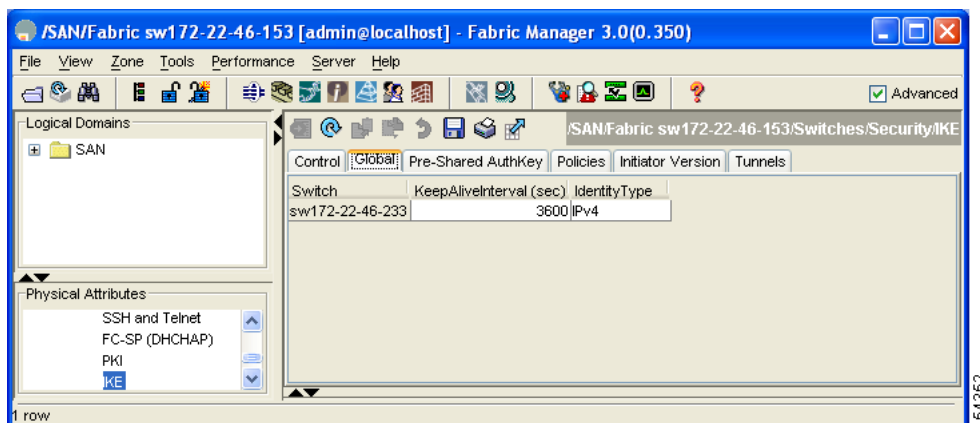 /SAN/Fabric sw172-22-46-153 [admin@localhost] - Fabric Manager 3.0(0.350)
File View Zone Tools Performance Server Help
Advanced
Logical Domains
SAN
/SAN/Fabric sw172-22-46-153/Switches/Security/IKE
Control Global Pre-Shared AuthKey Policies Initiator Version Tunnels
Switch KeepAliveInterval (sec) IdentityType
sw172-22-46-233 3600 IPv4
Physical Attributes
SSH and Telnet
FC-SP (DHCHAP)
PKI
IKE
1 row